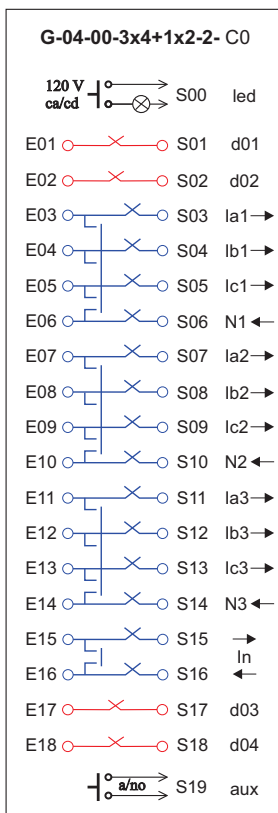 G-04-00-3x4+1x2-2- C0
120 V
ca/cd S00 led
E01 S01 d01
E02 S02 d02
E03 S03 Ia1
E04 S04 Ib1
E05 S05 Ic1
E06 S06 N1
E07 S07 Ia2
E08 S08 Ib2
E09 S09 Ic2
E10 S10 N2
E11 S11 Ia3
E12 S12 Ib3
E13 S13 Ic3
E14 S14 N3
E15 S15
In
E16 S16
E17 S17 d03
E18 S18 d04
a/no S19 aux